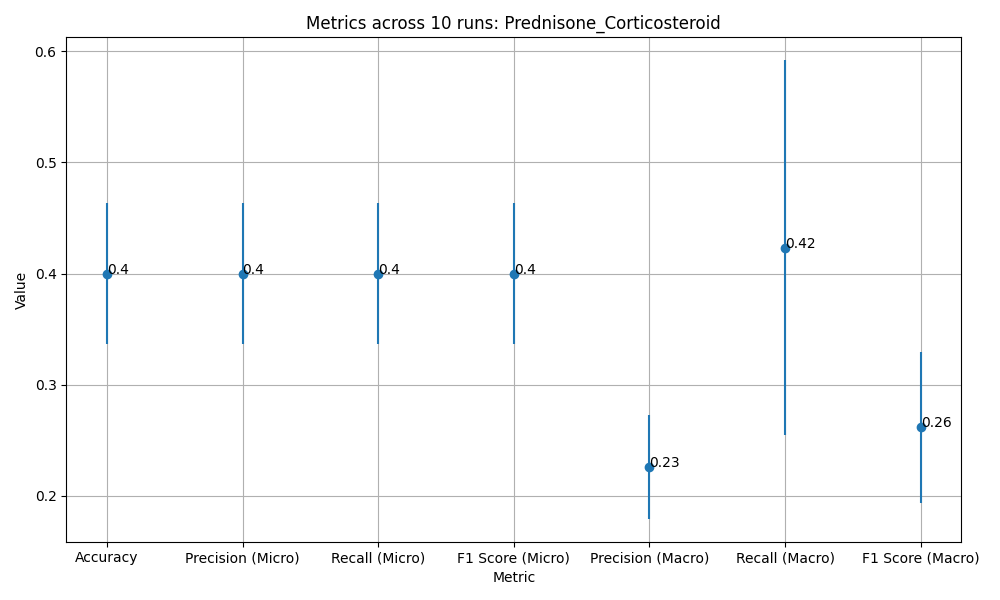 Metrics across 10 runs: Prednisone_Corticosteroid
Value
0.6
0.5
0.4
0.3
0.2
0.4
0.4
0.4
0.4
0.23
0.42
0.26
Accuracy
Precision (Micro)
Recall (Micro)
F1 Score (Micro)
Precision (Macro)
Recall (Macro)
F1 Score (Macro)
Metric